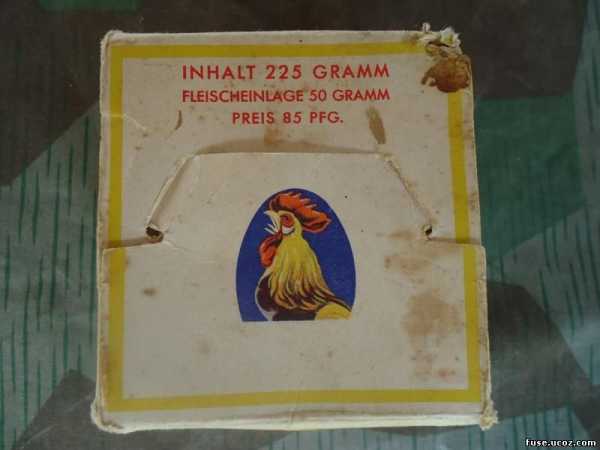 INHALT 225 GRAMM
FLEISCHEINLAGE 50 GRAMM
PREIS 85 PFG.
fuse.ucoz.com